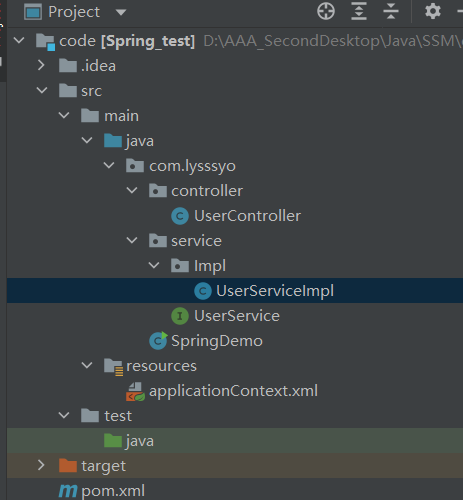 Project
code [Spring_test] D:\AAA_SecondDesktop\Java\SSM\
.idea
src
main
java
com.lysssyo
controller
UserController
service
Impl
UserServiceImpl
UserService
SpringDemo
resources
applicationContext.xml
test
java
target
pom.xml